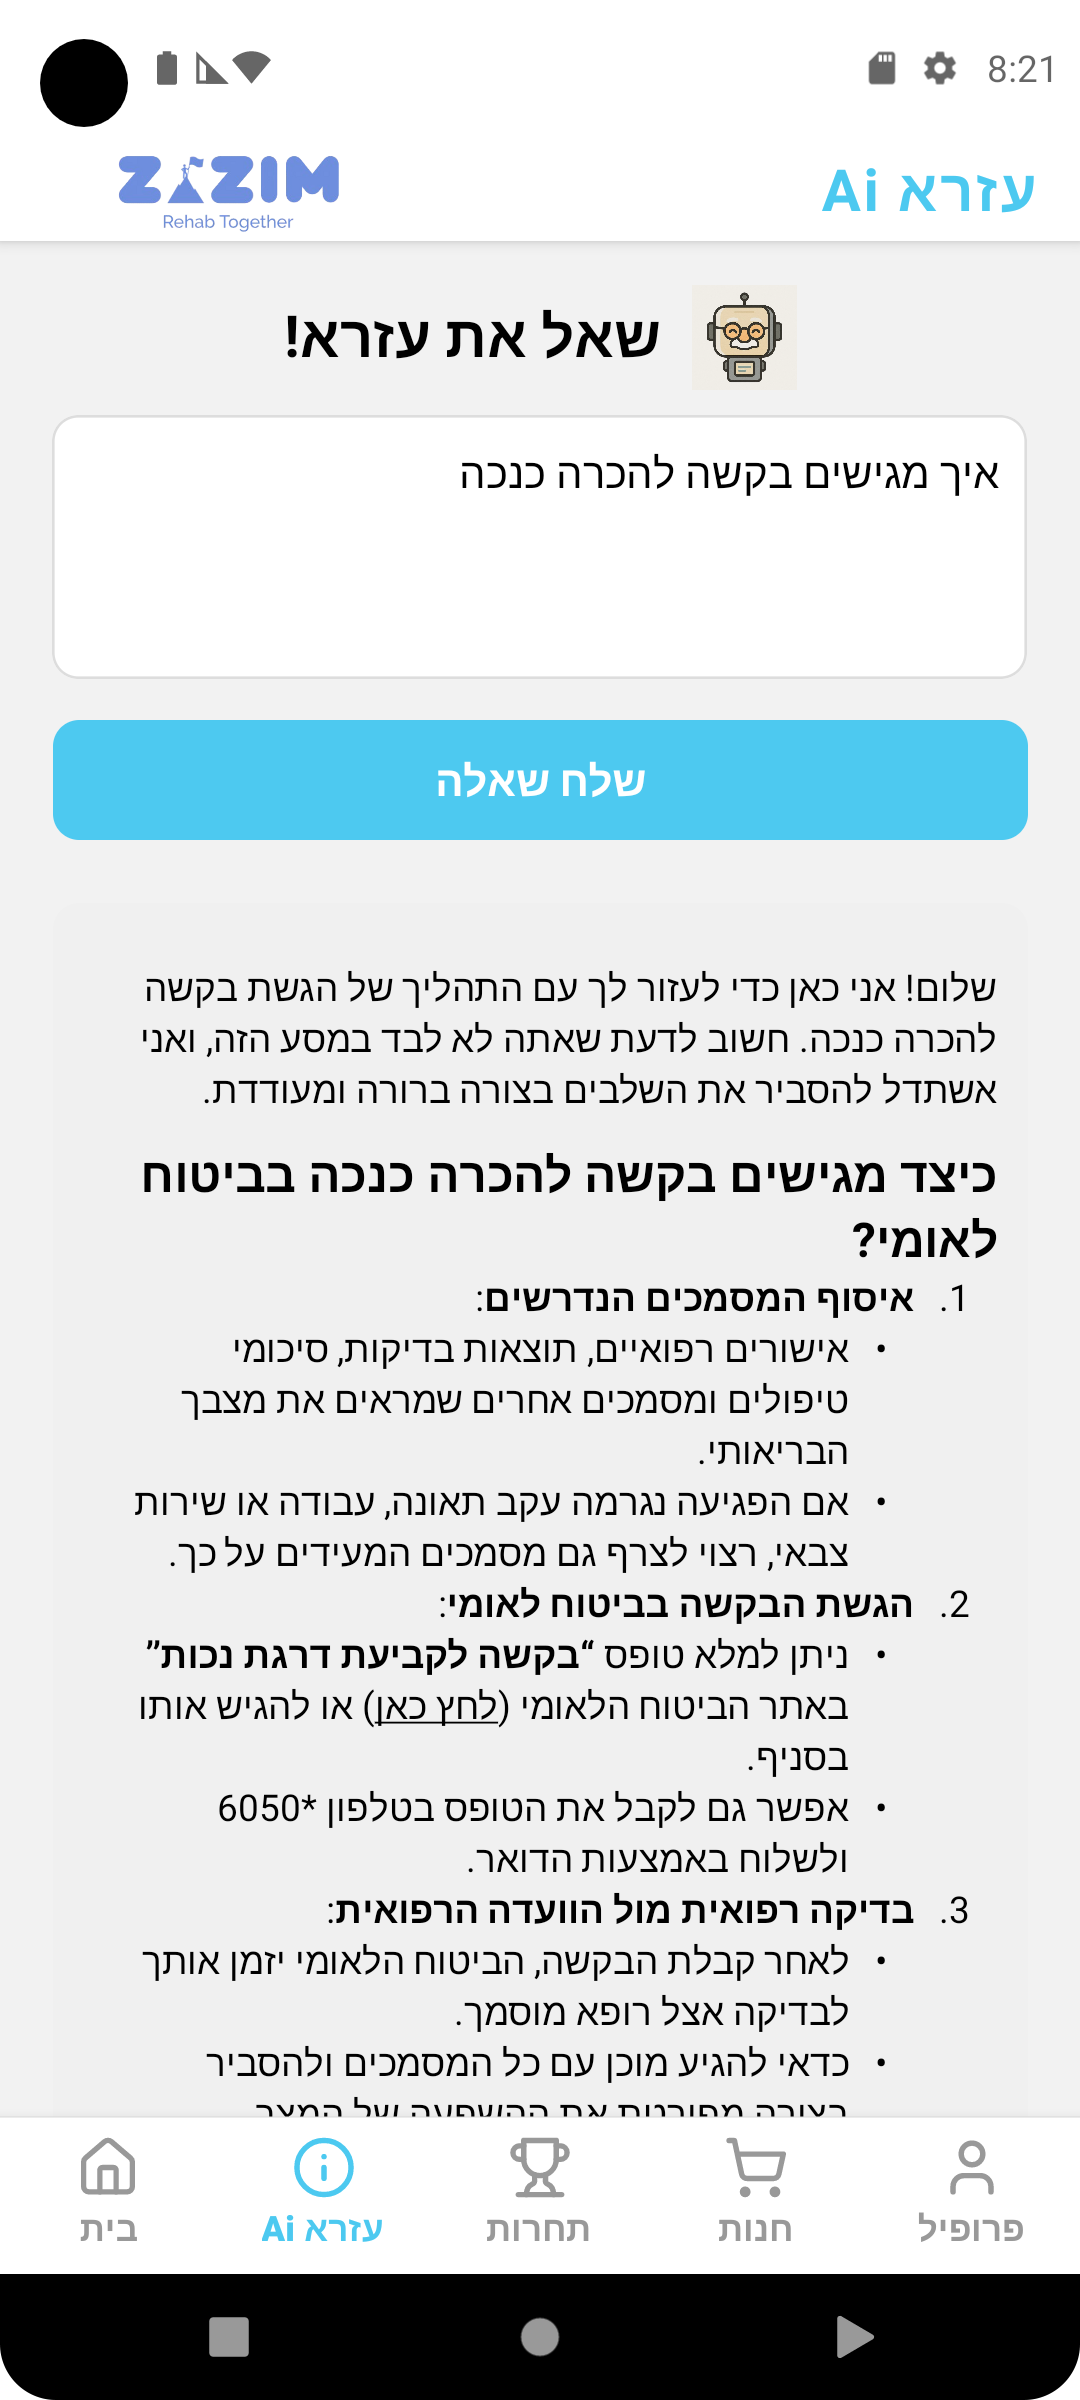 8:21
עזרא Ai
ZAZIM
Rehab Together
שאל את עזרא!
איך מגישים בקשה להכרה כנכה
שלח שאלה
שלום! אני כאן כדי לעזור לך עם התהליך של הגשת בקשה
להכרה כנכה. חשוב לדעת שאתה לא לבד במסע הזה, ואני
אשתדל להסביר את השלבים בצורה ברורה ומעודדת.
כיצד מגישים בקשה להכרה כנכה בביטוח
לאומי?
1. איסוף המסמכים הנדרשים:
• אישורים רפואיים, תוצאות בדיקות, סיכומי
טיפולים ומסמכים אחרים שמראים את מצבך
הבריאותי.
• אם הפגיעה נגרמה עקב תאונה, עבודה או שירות
צבאי, רצוי לצרף גם מסמכים המעידים על כך.
2. הגשת הבקשה בביטוח לאומי:
• ניתן למלא טופס “בקשה לקביעת דרגת נכות”
באתר הביטוח הלאומי (לחץ כאן) או להגיש אותו
בסניף.
• אפשר גם לקבל את הטופס בטלפון *6050
ולשלוח באמצעות הדואר.
3. בדיקה רפואית מול הוועדה הרפואית:
• לאחר קבלת הבקשה, הביטוח הלאומי יזמן אותך
לבדיקה אצל רופא מוסמך.
• כדאי להגיע מוכן עם כל המסמכים ולהסביר
בצורה מפורטת את ההשפעה של המצב
פרופיל
חנות
תחרות
עזרא Ai
בית